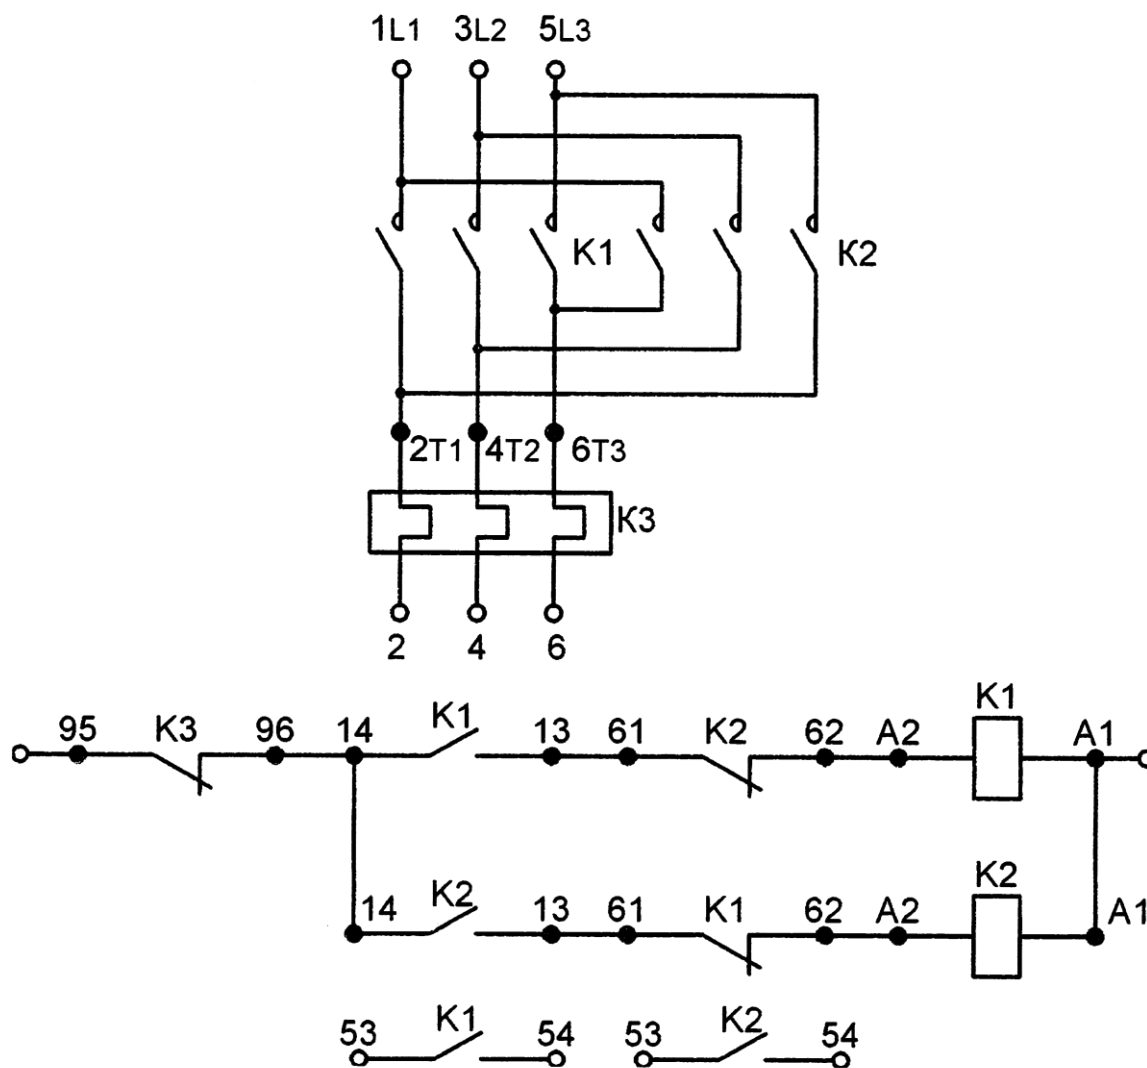 1L1 3L2 5L3
K1 K2
2T1 4T2 6T3
K3
2 4 6
95 K3 96 14 K1 13 61 K2 62 A2 K1 A1
14 K2 13 61 K1 62 A2 K2 A1
53 K1 54 53 K2 54